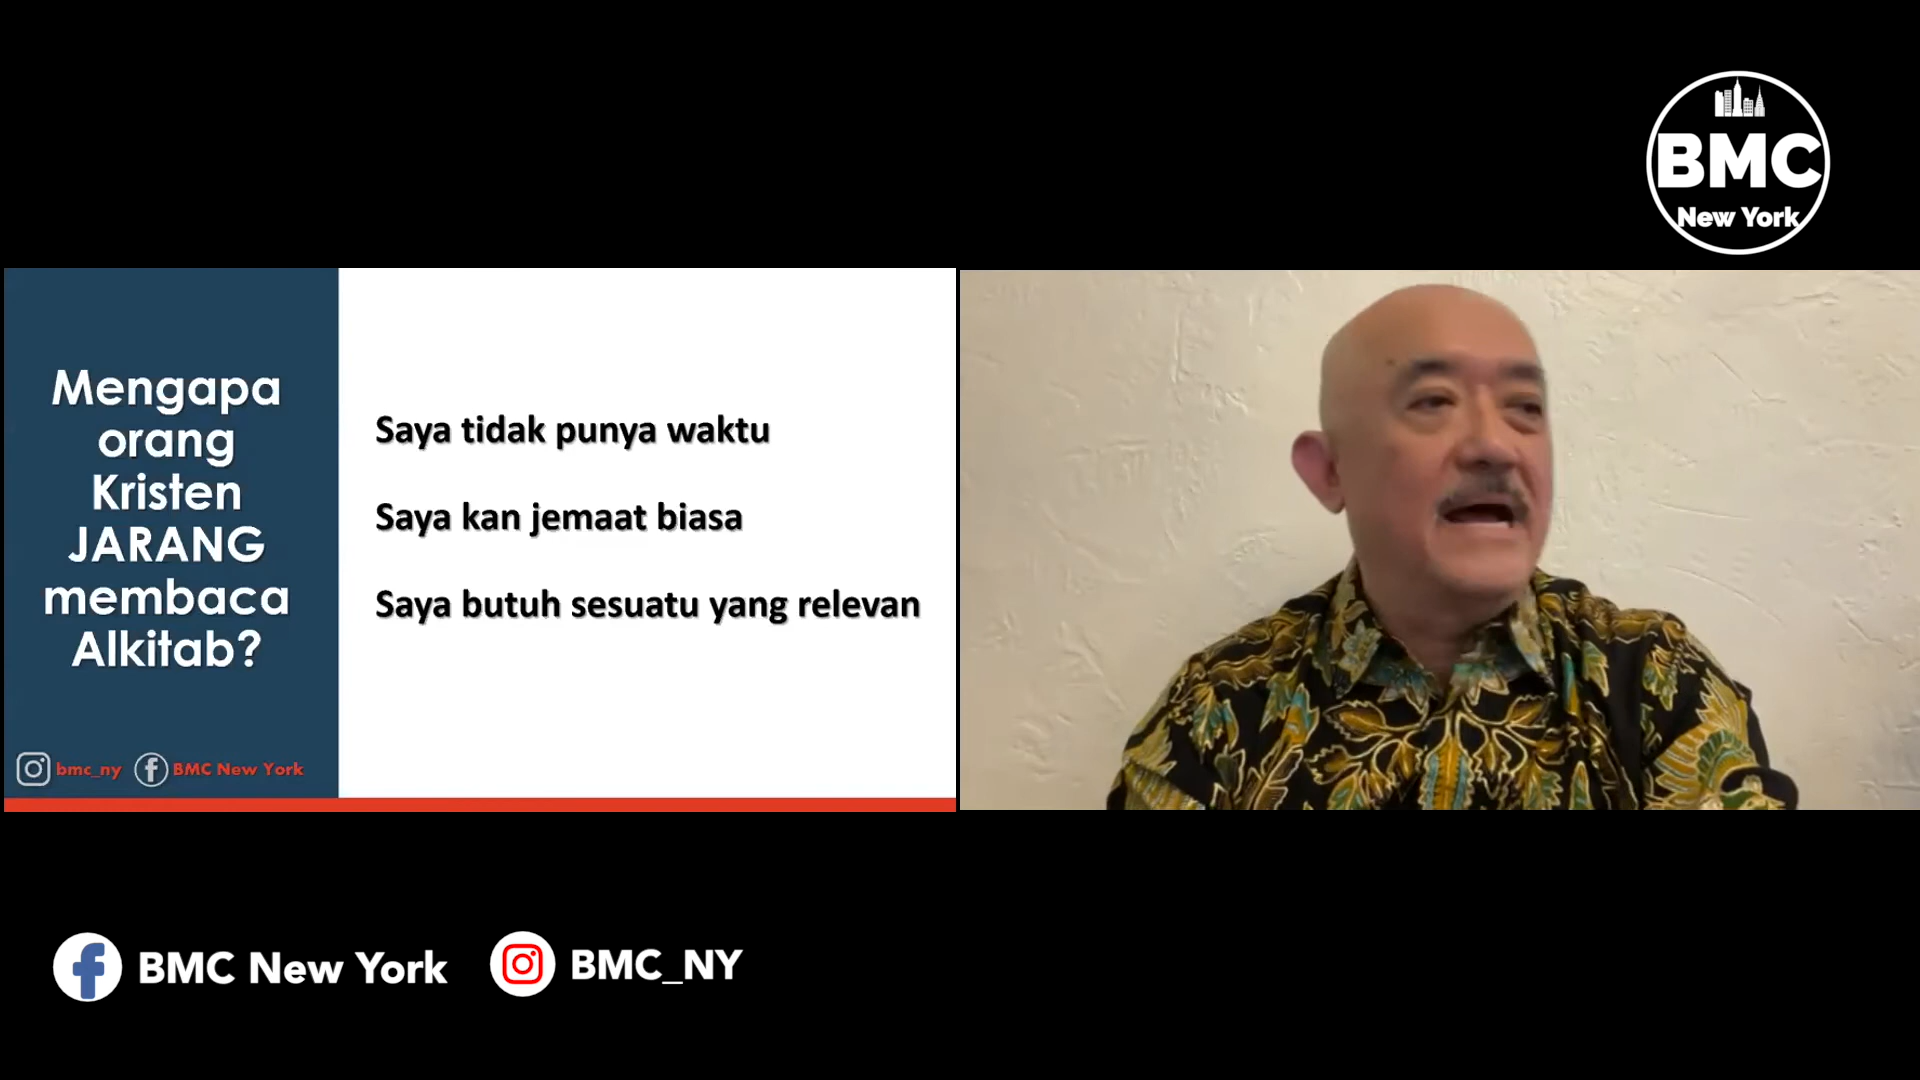 BMC
New York
Mengapa
orang
Kristen
JARANG
membaca
Alkitab?
Saya tidak punya waktu
Saya kan jemaat biasa
Saya butuh sesuatu yang relevan
bmc_ny BMC New York
BMC New York BMC_NY